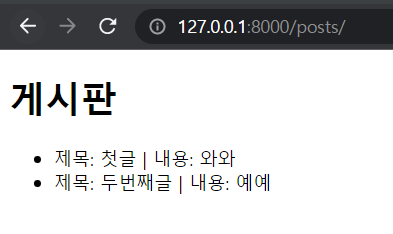 127.0.0.1:8000/posts/
게시판
제목: 첫글 | 내용: 와와
제목: 두번째글 | 내용: 예예